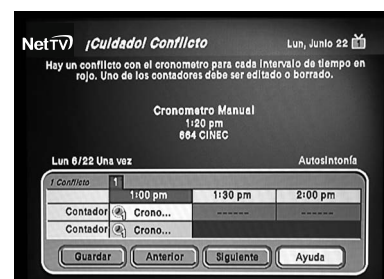 NetTV ¡Cuidado! Conflicto Lun, Junio 22
Hay un conflicto con el cronometro para cada intervalo de tiempo en
rojo. Uno de los contadores debe ser editado o borrado.
Cronometro Manual
1:20 pm
664 CINEC
Lun 6/22 Una vez Autosintonía
1 Conflicto 1
1:00 pm 1:30 pm 2:00 pm
Contador Crono... ------ ------
Contador Crono...
Guardar Anterior Siguiente Ayuda